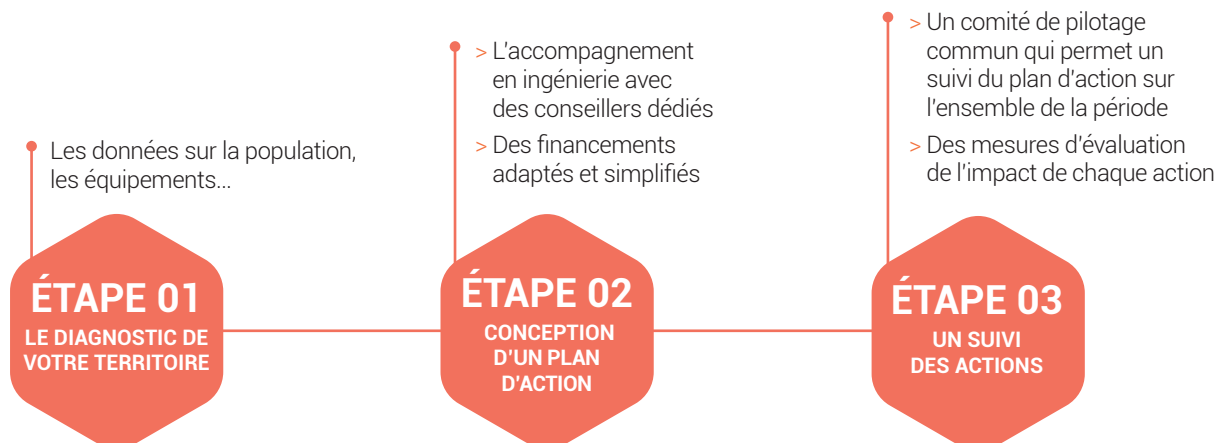 Les données sur la population,
les équipements…
ÉTAPE 01
LE DIAGNOSTIC DE
VOTRE TERRITOIRE
> L'accompagnement
en ingénierie avec
des conseillers dédiés
> Des financements
adaptés et simplifiés
ÉTAPE 02
CONCEPTION
D'UN PLAN
D'ACTION
> Un comité de pilotage
commun qui permet un
suivi du plan d'action sur
l'ensemble de la période
> Des mesures d'évaluation
de l'impact de chaque action
ÉTAPE 03
UN SUIVI
DES ACTIONS